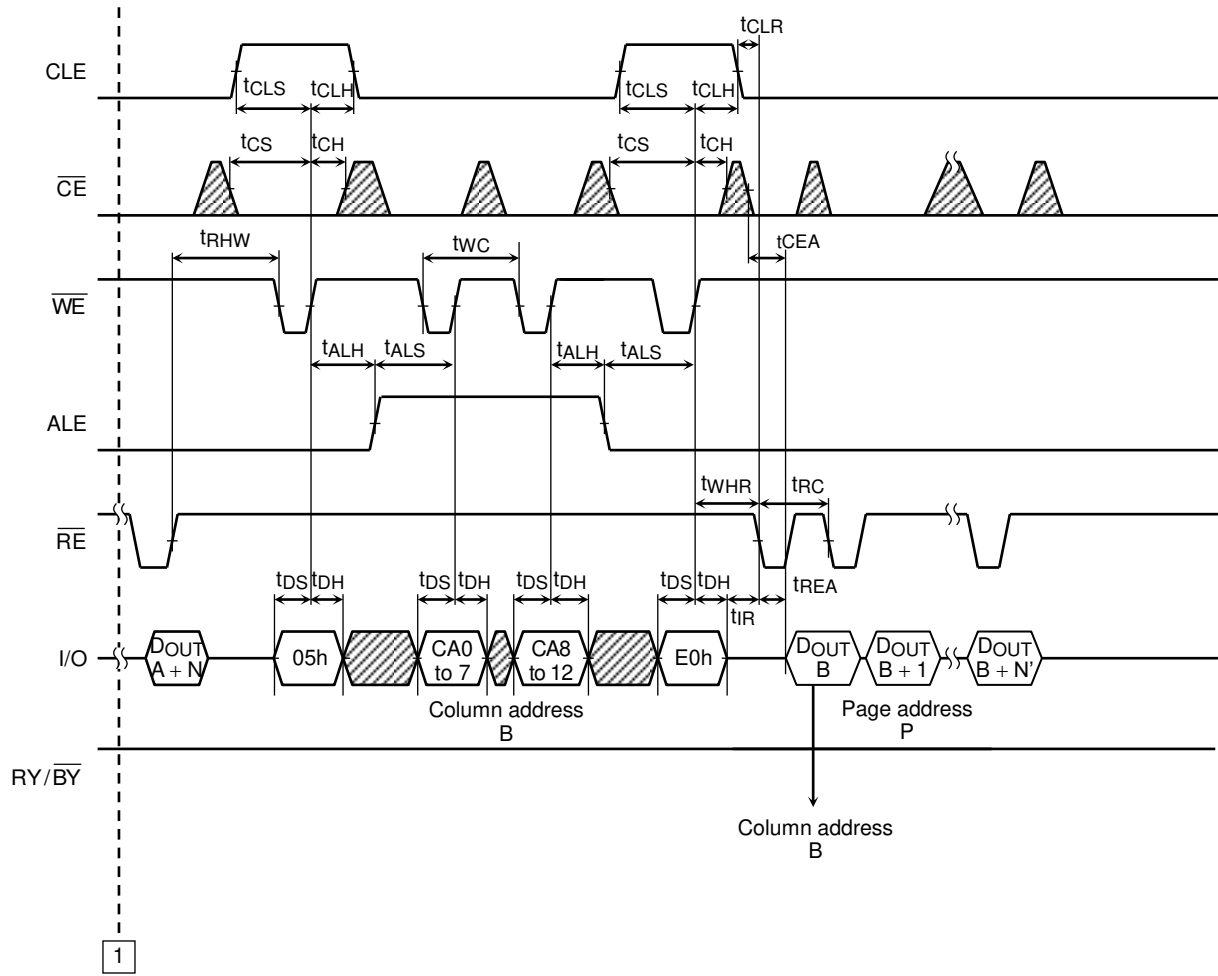 tCLR
CLE
tCLS tCLH tCLS tCLH
tCS tCH tCS tCH
CE
tRHW tWC tCEA
WE
tALH tALS tALH tALS
ALE
tWHR tRC
RE
tDS tDH tDS tDH tDS tDH tDS tDH tREA
tIR
I/O
DOUT
A + N
05h
CA0
to 7
CA8
to 12
E0h
DOUT
B
DOUT
B + 1
DOUT
B + N’
Column address
B
Page address
P
RY/BY
Column address
B
1